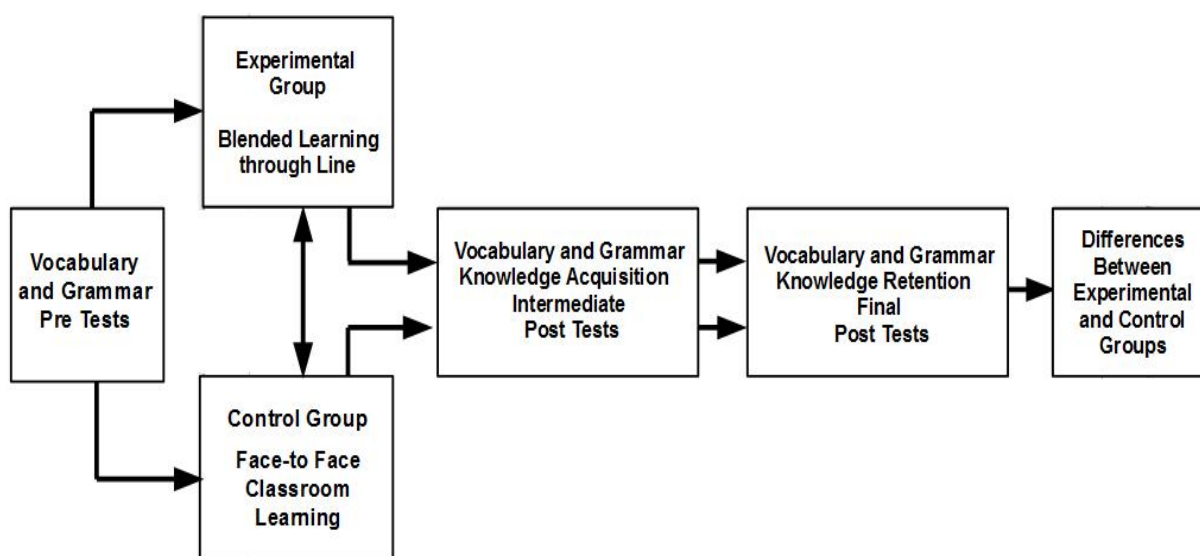 Vocabulary
and Grammar
Pre Tests
Experimental
Group
Blended Learning
through Line
Control Group
Face-to Face
Classroom
Learning
Vocabulary and Grammar
Knowledge Acquisition
Intermediate
Post Tests
Vocabulary and Grammar
Knowledge Retention
Final
Post Tests
Differences
Between
Experimental
and Control
Groups